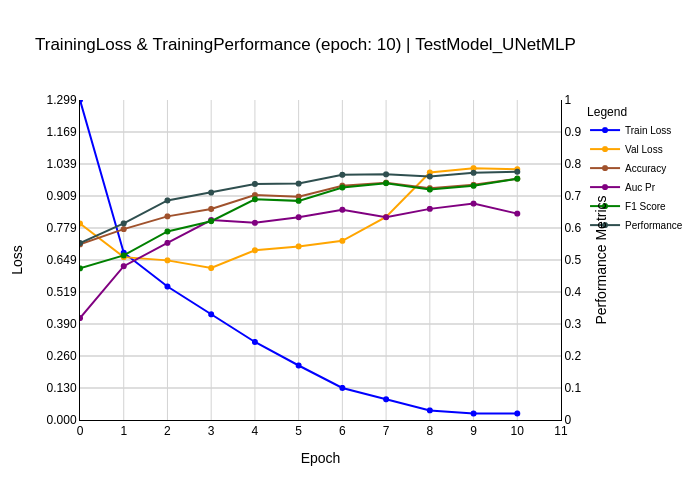 TrainingLoss & TrainingPerformance (epoch: 10) | TestModel_UNetMLP
1.299
1.169
1.039
0.909
0.779
0.649
0.519
0.390
0.260
0.130
0.000
Loss
0 1 2 3 4 5 6 7 8 9 10 11
Epoch
1
0.9
0.8
0.7
0.6
0.5
0.4
0.3
0.2
0.1
0
Performance Metrics
Legend
Train Loss
Val Loss
Accuracy
Auc Pr
F1 Score
Performance